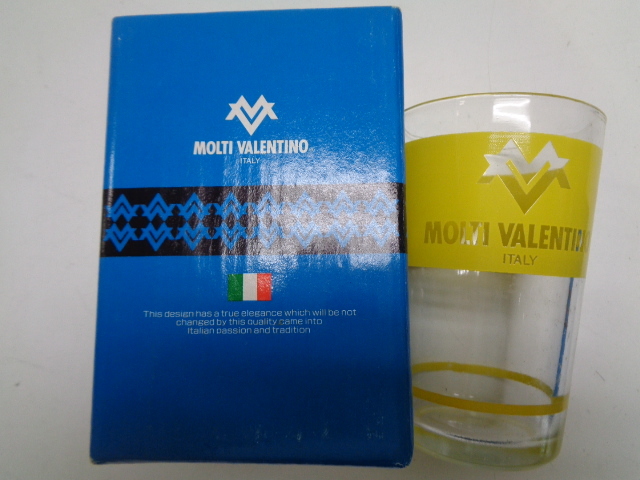 MOLTI VALENTINO
ITALY
This design has a true elegance which will be not
changed by this quality came into
Italian passion and tradition
MOLTI VALENTINO
ITALY